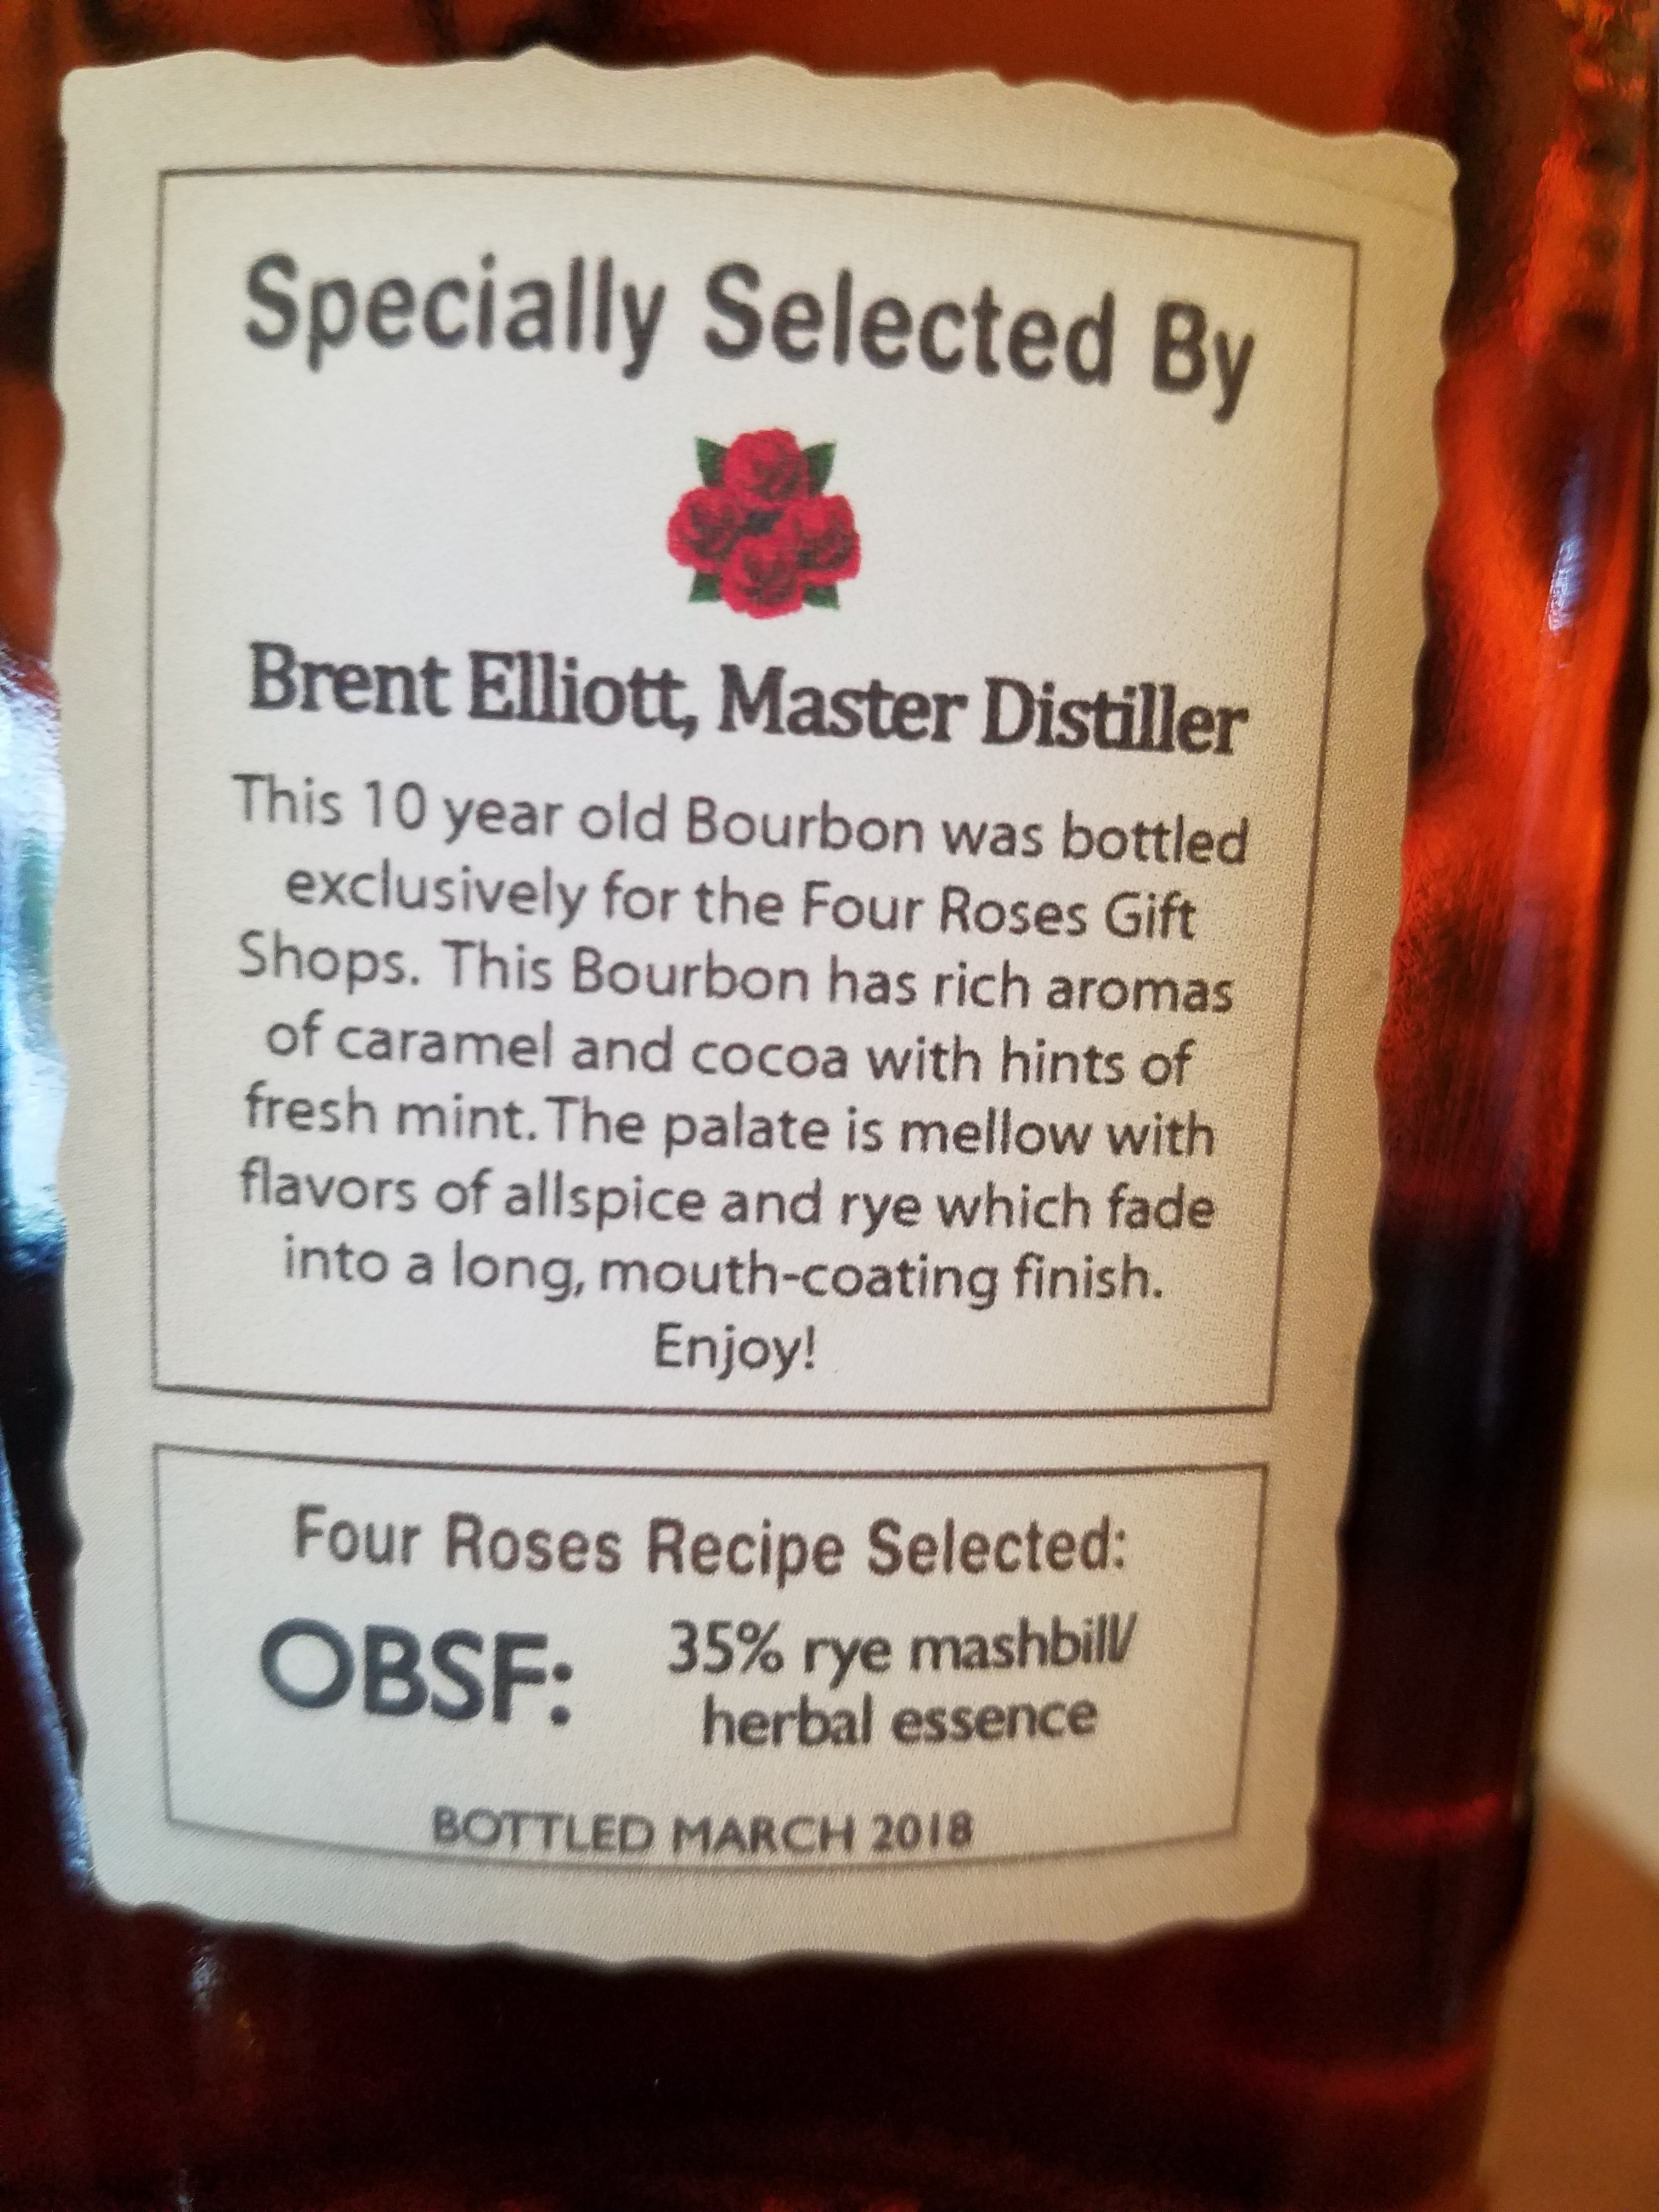 Specially Selected By
Brent Elliott, Master Distiller
This 10 year old Bourbon was bottled
exclusively for the Four Roses Gift
Shops. This Bourbon has rich aromas
of caramel and cocoa with hints of
fresh mint. The palate is mellow with
flavors of allspice and rye which fade
into a long, mouth-coating finish.
Enjoy!
Four Roses Recipe Selected:
OBSF: 35% rye mashbill/
herbal essence
BOTTLED MARCH 2018